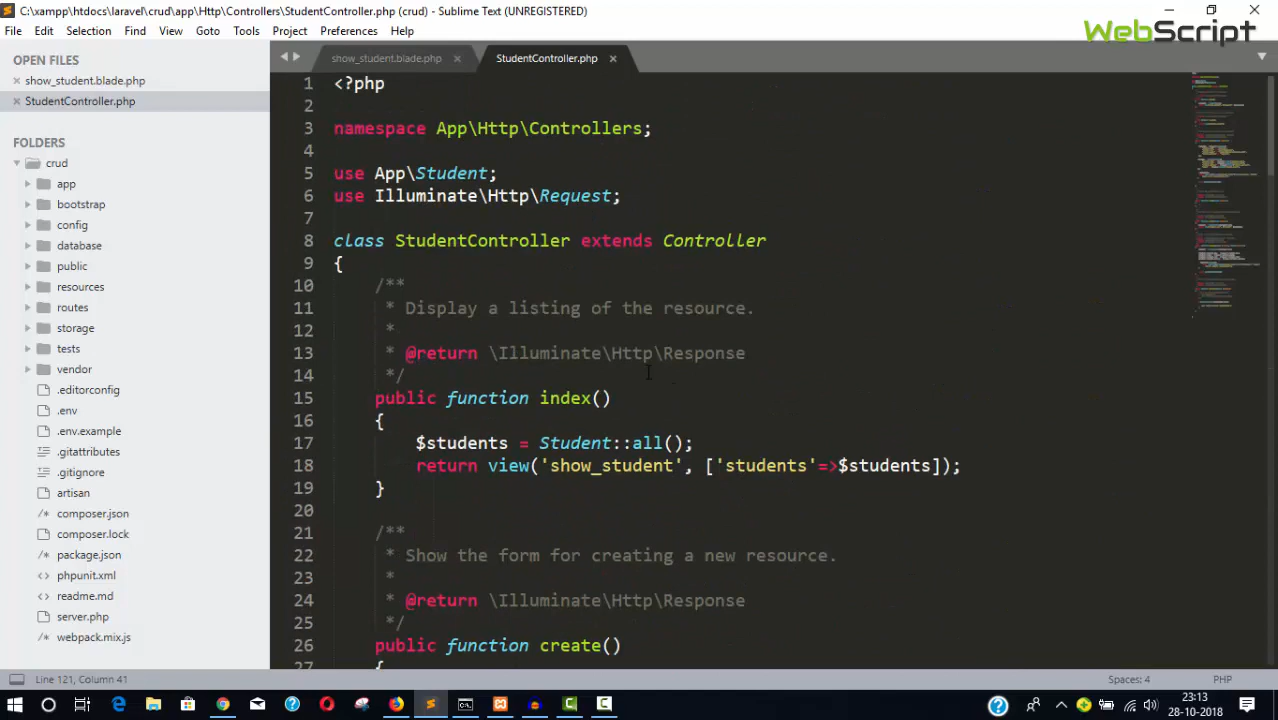 C:\xampp\htdocs\laravel\crud\app\Http\Controllers\StudentController.php (crud) - Sublime Text (UNREGISTERED)
File Edit Selection Find View Goto Tools Project Preferences Help
WebScript
OPEN FILES
show_student.blade.php
StudentController.php
FOLDERS
crud
app
bootstrap
config
database
public
resources
routes
storage
tests
vendor
.editorconfig
.env
.env.example
.gitattributes
.gitignore
artisan
composer.json
composer.lock
package.json
phpunit.xml
readme.md
server.php
webpack.mix.js
show_student.blade.php StudentController.php
1 <?php
2
3 namespace App\Http\Controllers;
4
5 use App\Student;
6 use Illuminate\Http\Request;
7
8 class StudentController extends Controller
9 {
10 /**
11 * Display a listing of the resource.
12 *
13 * @return \Illuminate\Http\Response
14 */
15 public function index()
16 {
17 $students = Student::all();
18 return view('show_student', ['students'=>$students]);
19 }
20
21 /**
22 * Show the form for creating a new resource.
23 *
24 * @return \Illuminate\Http\Response
25 */
26 public function create()
27 {
Line 121, Column 41 Spaces: 4 PHP
23:13
28-10-2018